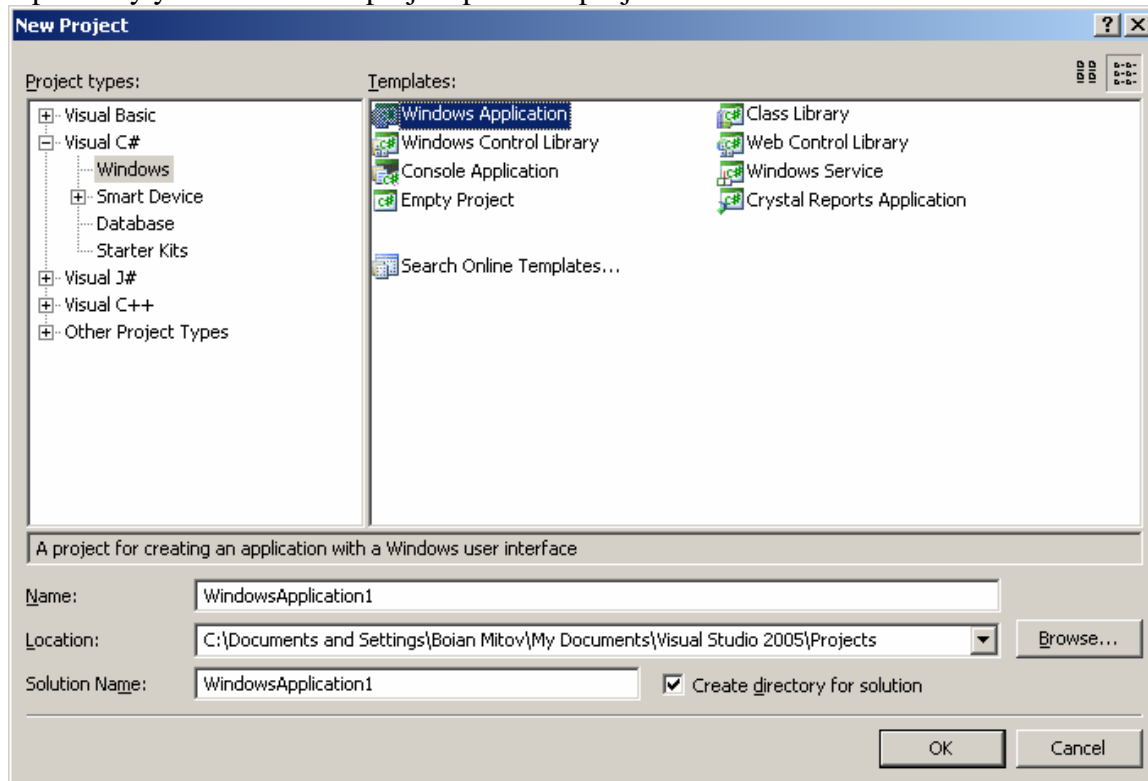 New Project
Project types:
Visual Basic
Visual C#
Windows
Smart Device
Database
Starter Kits
Visual J#
Visual C++
Other Project Types
Templates:
Windows Application
Windows Control Library
Console Application
Empty Project
Search Online Templates...
Class Library
Web Control Library
Windows Service
Crystal Reports Application
A project for creating an application with a Windows user interface
Name: WindowsApplication1
Location: C:\Documents and Settings\Boian Mitov\My Documents\Visual Studio 2005\Projects Browse...
Solution Name: WindowsApplication1 Create directory for solution
OK Cancel